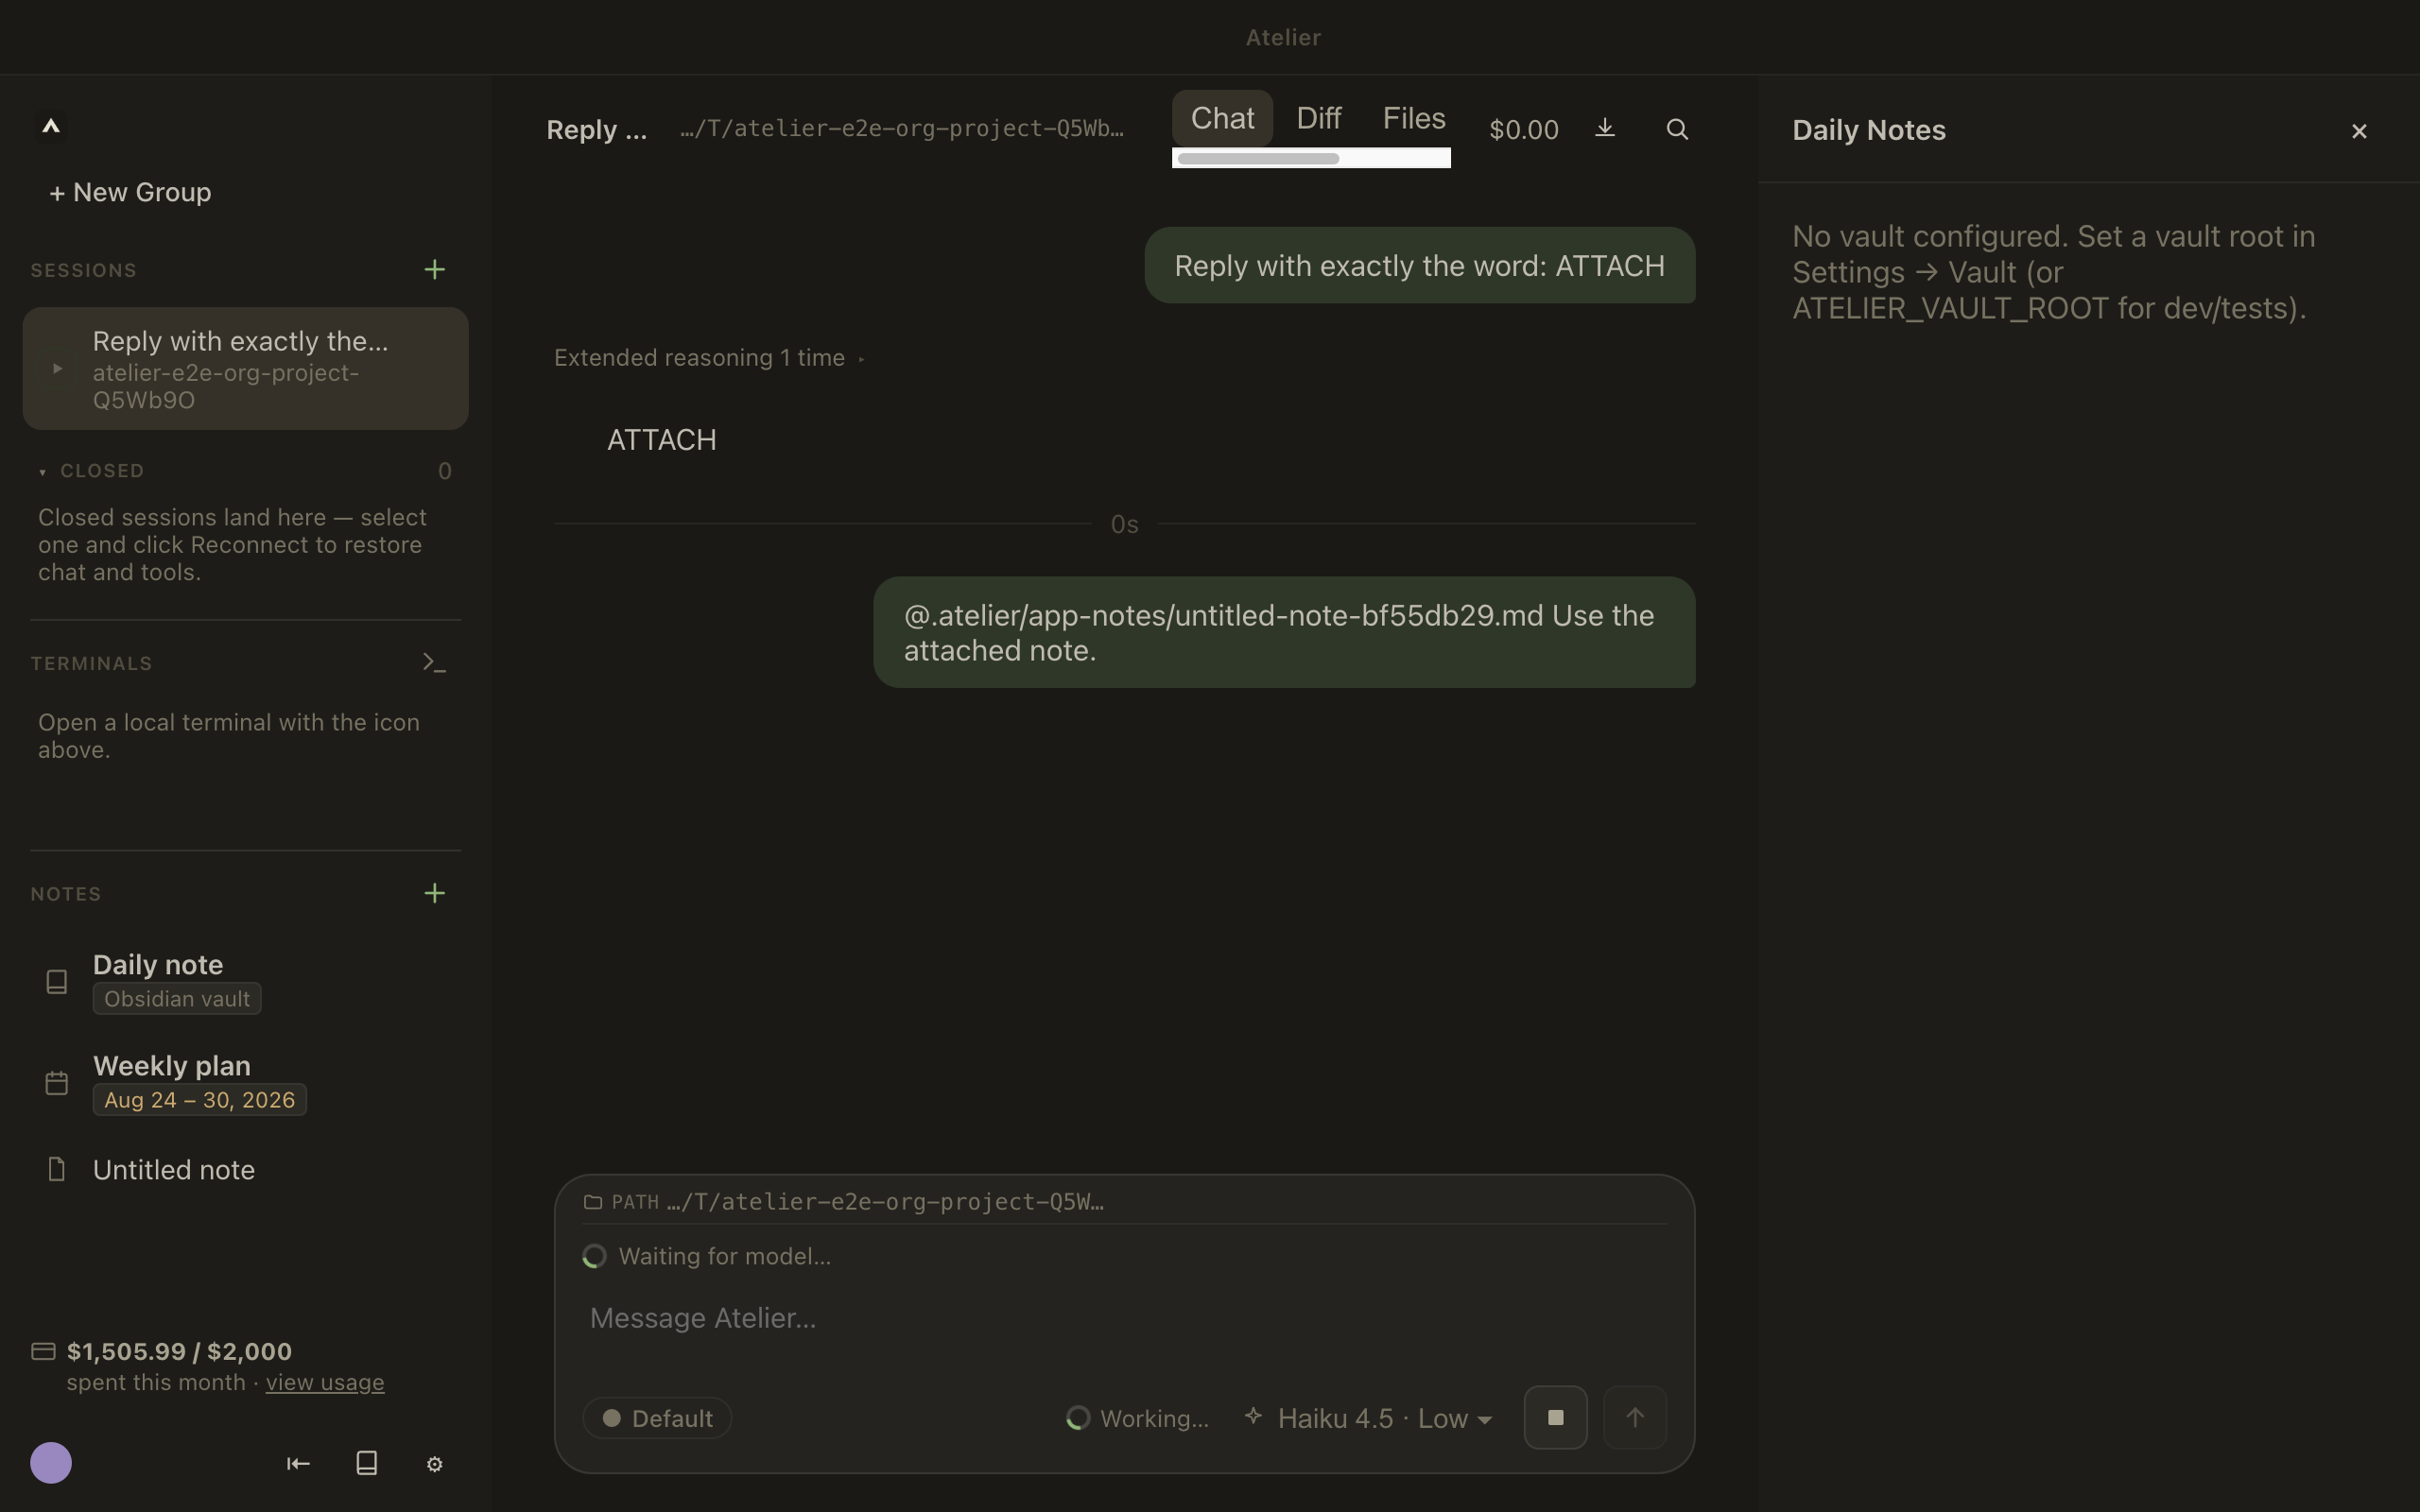 Atelier
+ New Group
SESSIONS
Reply with exactly the...
atelier-e2e-org-project-
Q5Wb9O
CLOSED 0
Closed sessions land here — select
one and click Reconnect to restore
chat and tools.
TERMINALS
Open a local terminal with the icon
above.
NOTES
Daily note
Obsidian vault
Weekly plan
Aug 24 – 30, 2026
Untitled note
$1,505.99 / $2,000
spent this month · view usage
Reply ... …/T/atelier-e2e-org-project-Q5Wb… Chat Diff Files $0.00
Reply with exactly the word: ATTACH
Extended reasoning 1 time
ATTACH
0s
@.atelier/app-notes/untitled-note-bf55db29.md Use the
attached note.
PATH …/T/atelier-e2e-org-project-Q5W…
Waiting for model...
Message Atelier...
Default Working... Haiku 4.5 · Low
Daily Notes
No vault configured. Set a vault root in
Settings → Vault (or
ATELIER_VAULT_ROOT for dev/tests).